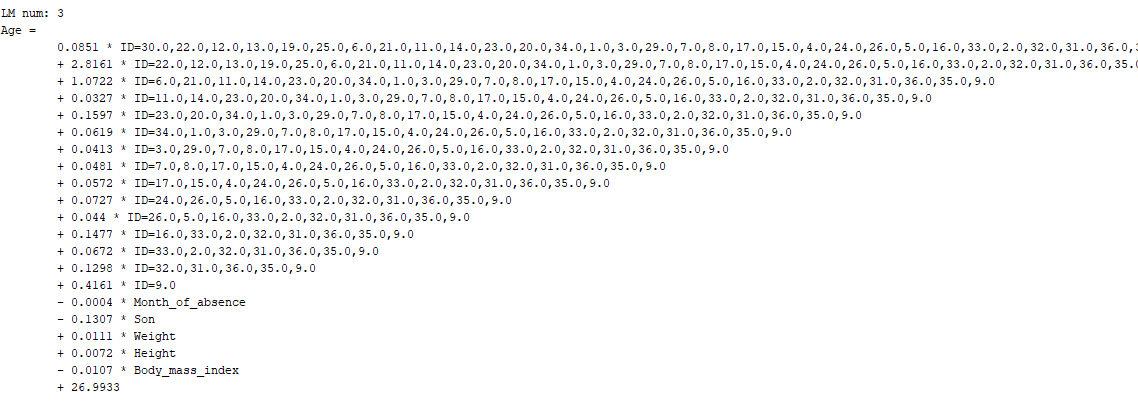 LM num: 3
Age =
0.0851 * ID=30.0,22.0,12.0,13.0,19.0,25.0,6.0,21.0,11.0,14.0,23.0,20.0,34.0,1.0,3.0,29.0,7.0,8.0,17.0,15.0,4.0,24.0,26.0,5.0,16.0,33.0,2.0,32.0,31.0,36.0,
+ 2.8161 * ID=22.0,12.0,13.0,19.0,25.0,6.0,21.0,11.0,14.0,23.0,20.0,34.0,1.0,3.0,29.0,7.0,8.0,17.0,15.0,4.0,24.0,26.0,5.0,16.0,33.0,2.0,32.0,31.0,36.0,35.
+ 1.0722 * ID=6.0,21.0,11.0,14.0,23.0,20.0,34.0,1.0,3.0,29.0,7.0,8.0,17.0,15.0,4.0,24.0,26.0,5.0,16.0,33.0,2.0,32.0,31.0,36.0,35.0,9.0
+ 0.0327 * ID=11.0,14.0,23.0,20.0,34.0,1.0,3.0,29.0,7.0,8.0,17.0,15.0,4.0,24.0,26.0,5.0,16.0,33.0,2.0,32.0,31.0,36.0,35.0,9.0
+ 0.1597 * ID=23.0,20.0,34.0,1.0,3.0,29.0,7.0,8.0,17.0,15.0,4.0,24.0,26.0,5.0,16.0,33.0,2.0,32.0,31.0,36.0,35.0,9.0
+ 0.0619 * ID=34.0,1.0,3.0,29.0,7.0,8.0,17.0,15.0,4.0,24.0,26.0,5.0,16.0,33.0,2.0,32.0,31.0,36.0,35.0,9.0
+ 0.0413 * ID=3.0,29.0,7.0,8.0,17.0,15.0,4.0,24.0,26.0,5.0,16.0,33.0,2.0,32.0,31.0,36.0,35.0,9.0
+ 0.0481 * ID=7.0,8.0,17.0,15.0,4.0,24.0,26.0,5.0,16.0,33.0,2.0,32.0,31.0,36.0,35.0,9.0
+ 0.0572 * ID=17.0,15.0,4.0,24.0,26.0,5.0,16.0,33.0,2.0,32.0,31.0,36.0,35.0,9.0
+ 0.0727 * ID=24.0,26.0,5.0,16.0,33.0,2.0,32.0,31.0,36.0,35.0,9.0
+ 0.044 * ID=26.0,5.0,16.0,33.0,2.0,32.0,31.0,36.0,35.0,9.0
+ 0.1477 * ID=16.0,33.0,2.0,32.0,31.0,36.0,35.0,9.0
+ 0.0672 * ID=33.0,2.0,32.0,31.0,36.0,35.0,9.0
+ 0.1298 * ID=32.0,31.0,36.0,35.0,9.0
+ 0.4161 * ID=9.0
- 0.0004 * Month_of_absence
- 0.1307 * Son
+ 0.0111 * Weight
+ 0.0072 * Height
- 0.0107 * Body_mass_index
+ 26.9933